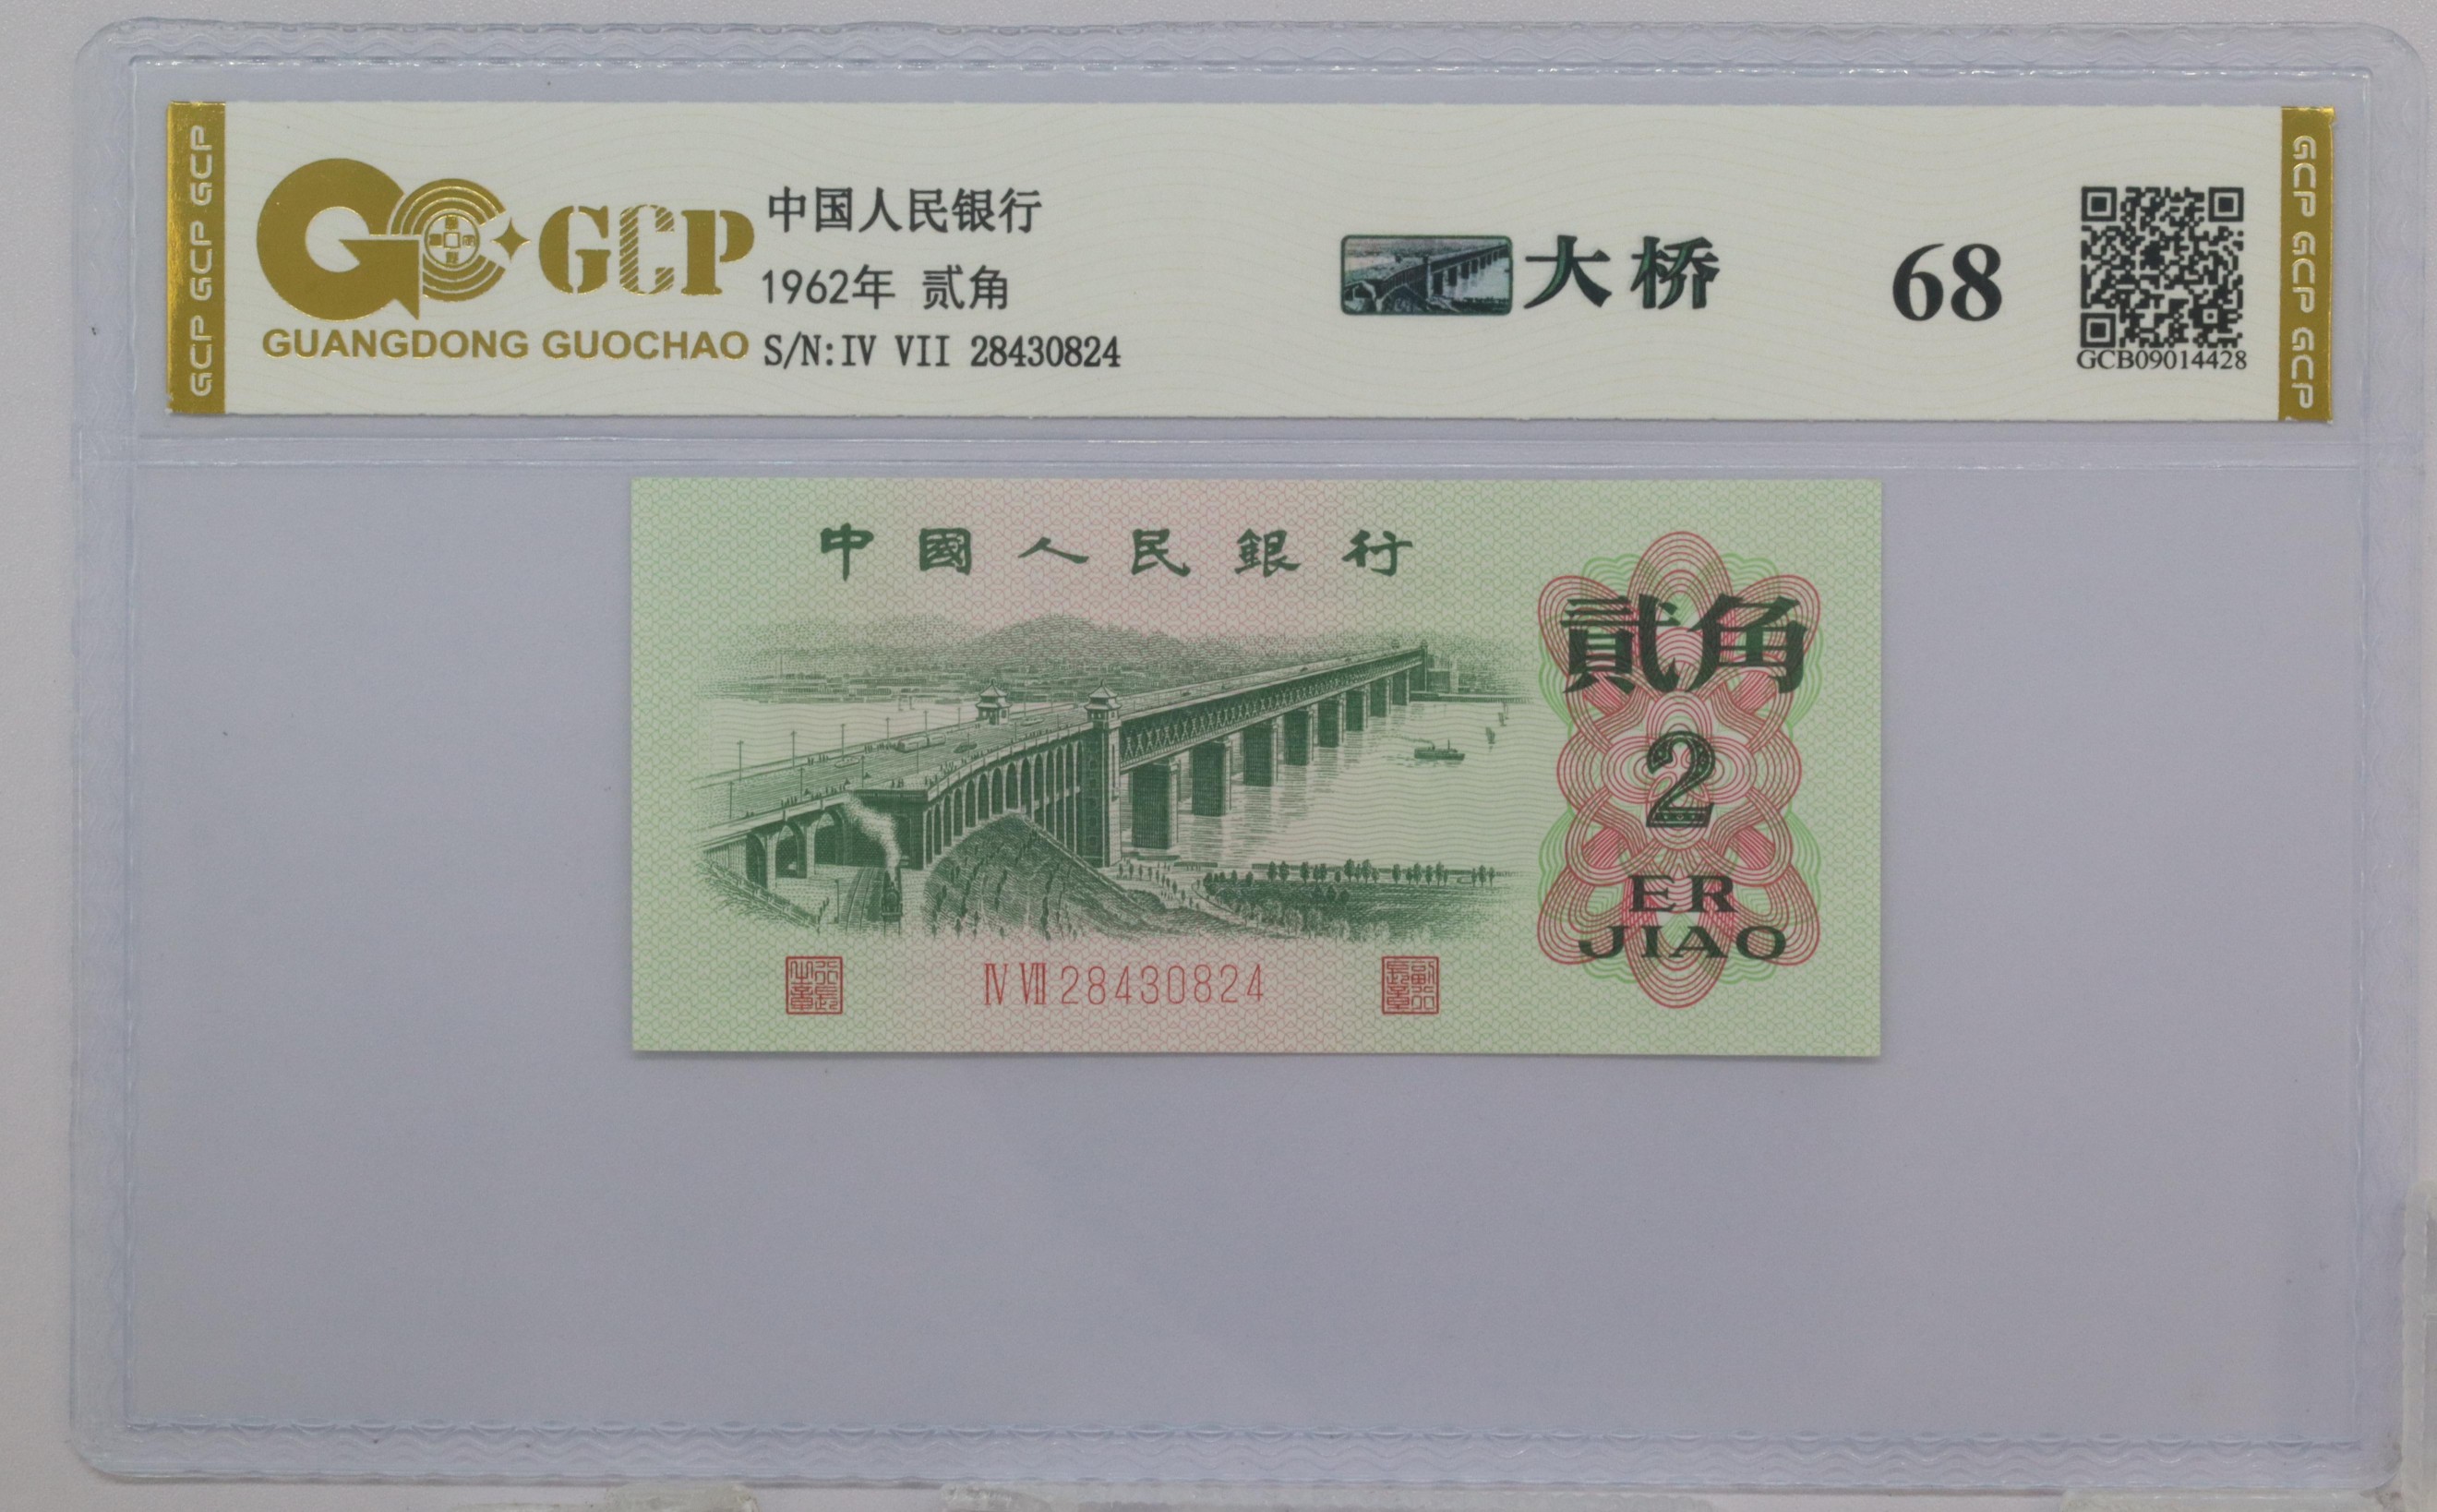 GCP GCP GCP
GCP
GUANGDONG GUOCHAO
中国人民银行
1962年 贰角
S/N:IV VII 28430824
大桥
68
GCB09014428
GCP GCP GCP
中國人民銀行
貳角
2
ER
JIAO
IV VII 28430824